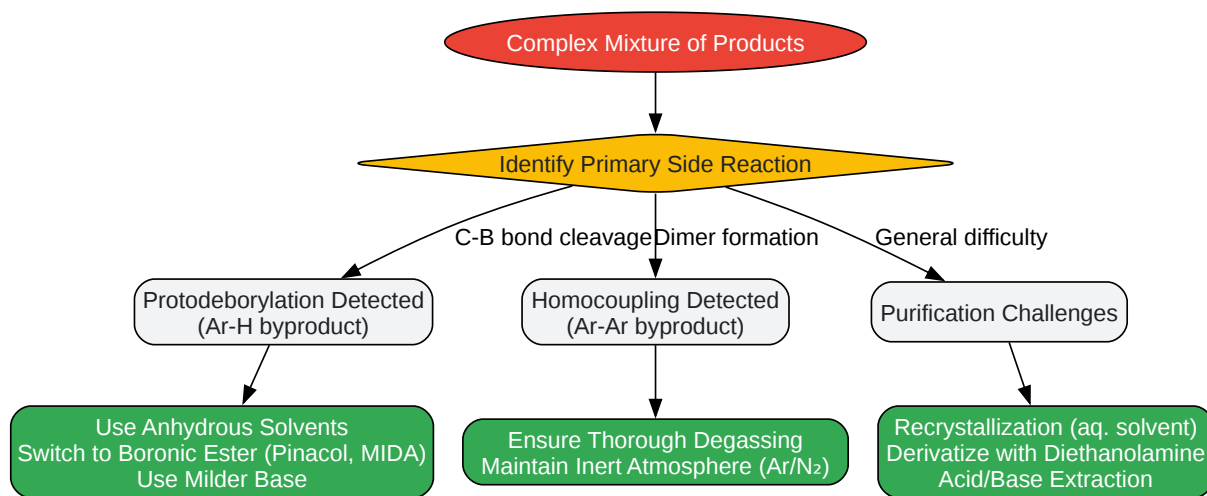 Complex Mixture of Products
Identify Primary Side Reaction
C-B bond cleavage
Dimer formation
General difficulty
Protodeborylation Detected
(Ar-H byproduct)
Homocoupling Detected
(Ar-Ar byproduct)
Purification Challenges
Use Anhydrous Solvents
Switch to Boronic Ester (Pinacol, MIDA)
Use Milder Base
Ensure Thorough Degassing
Maintain Inert Atmosphere (Ar/N₂)
Recrystallization (aq. solvent)
Derivatize with Diethanolamine
Acid/Base Extraction